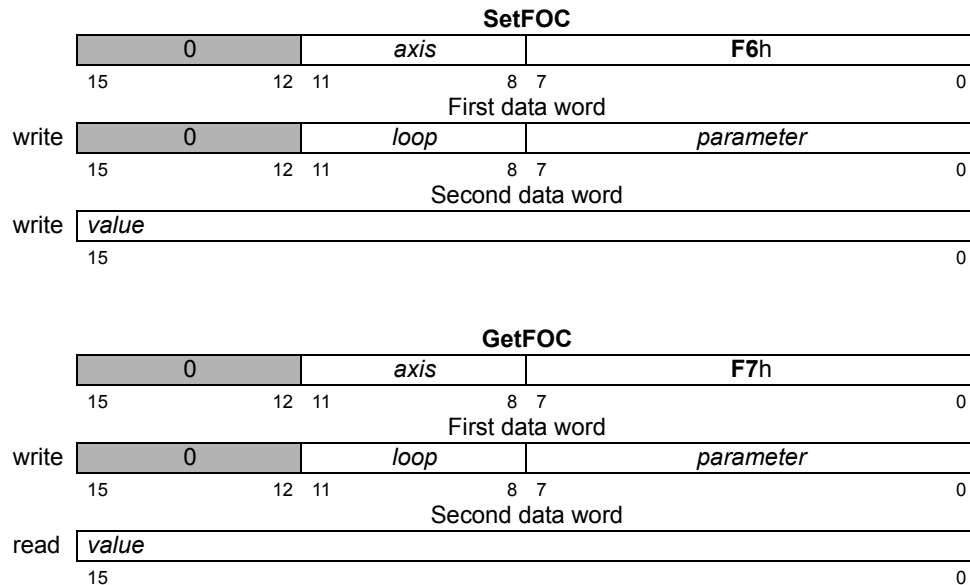 SetFOC
0 axis F6h
15 12 11 8 7 0
First data word
write 0 loop parameter
15 12 11 8 7 0
Second data word
write value
15 0
GetFOC
0 axis F7h
15 12 11 8 7 0
First data word
write 0 loop parameter
15 12 11 8 7 0
Second data word
read value
15 0